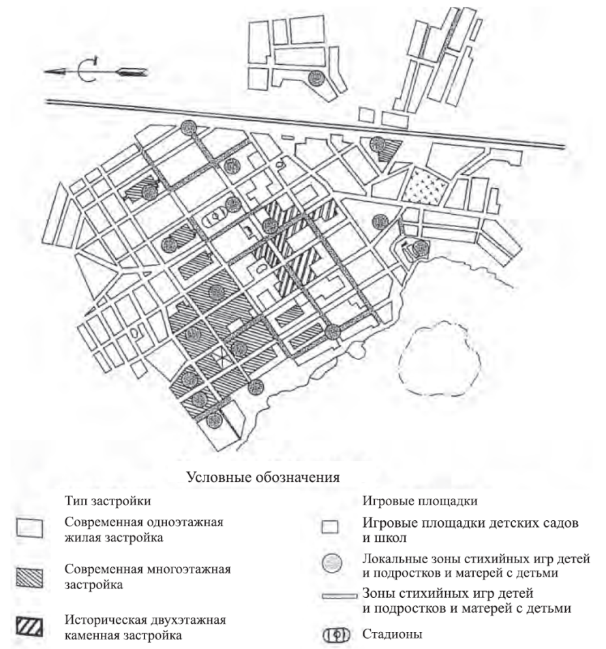 Условные обозначения
Тип застройки
Современная одноэтажная
жилая застройка
Современная многоэтажная
застройка
Историческая двухэтажная
каменная застройка
Игровые площадки
Игровые площадки детских садов
и школ
Локальные зоны стихийных игр детей
и подростков и матерей с детьми
Зоны стихийных игр детей
и подростков и матерей с детьми
Стадионы